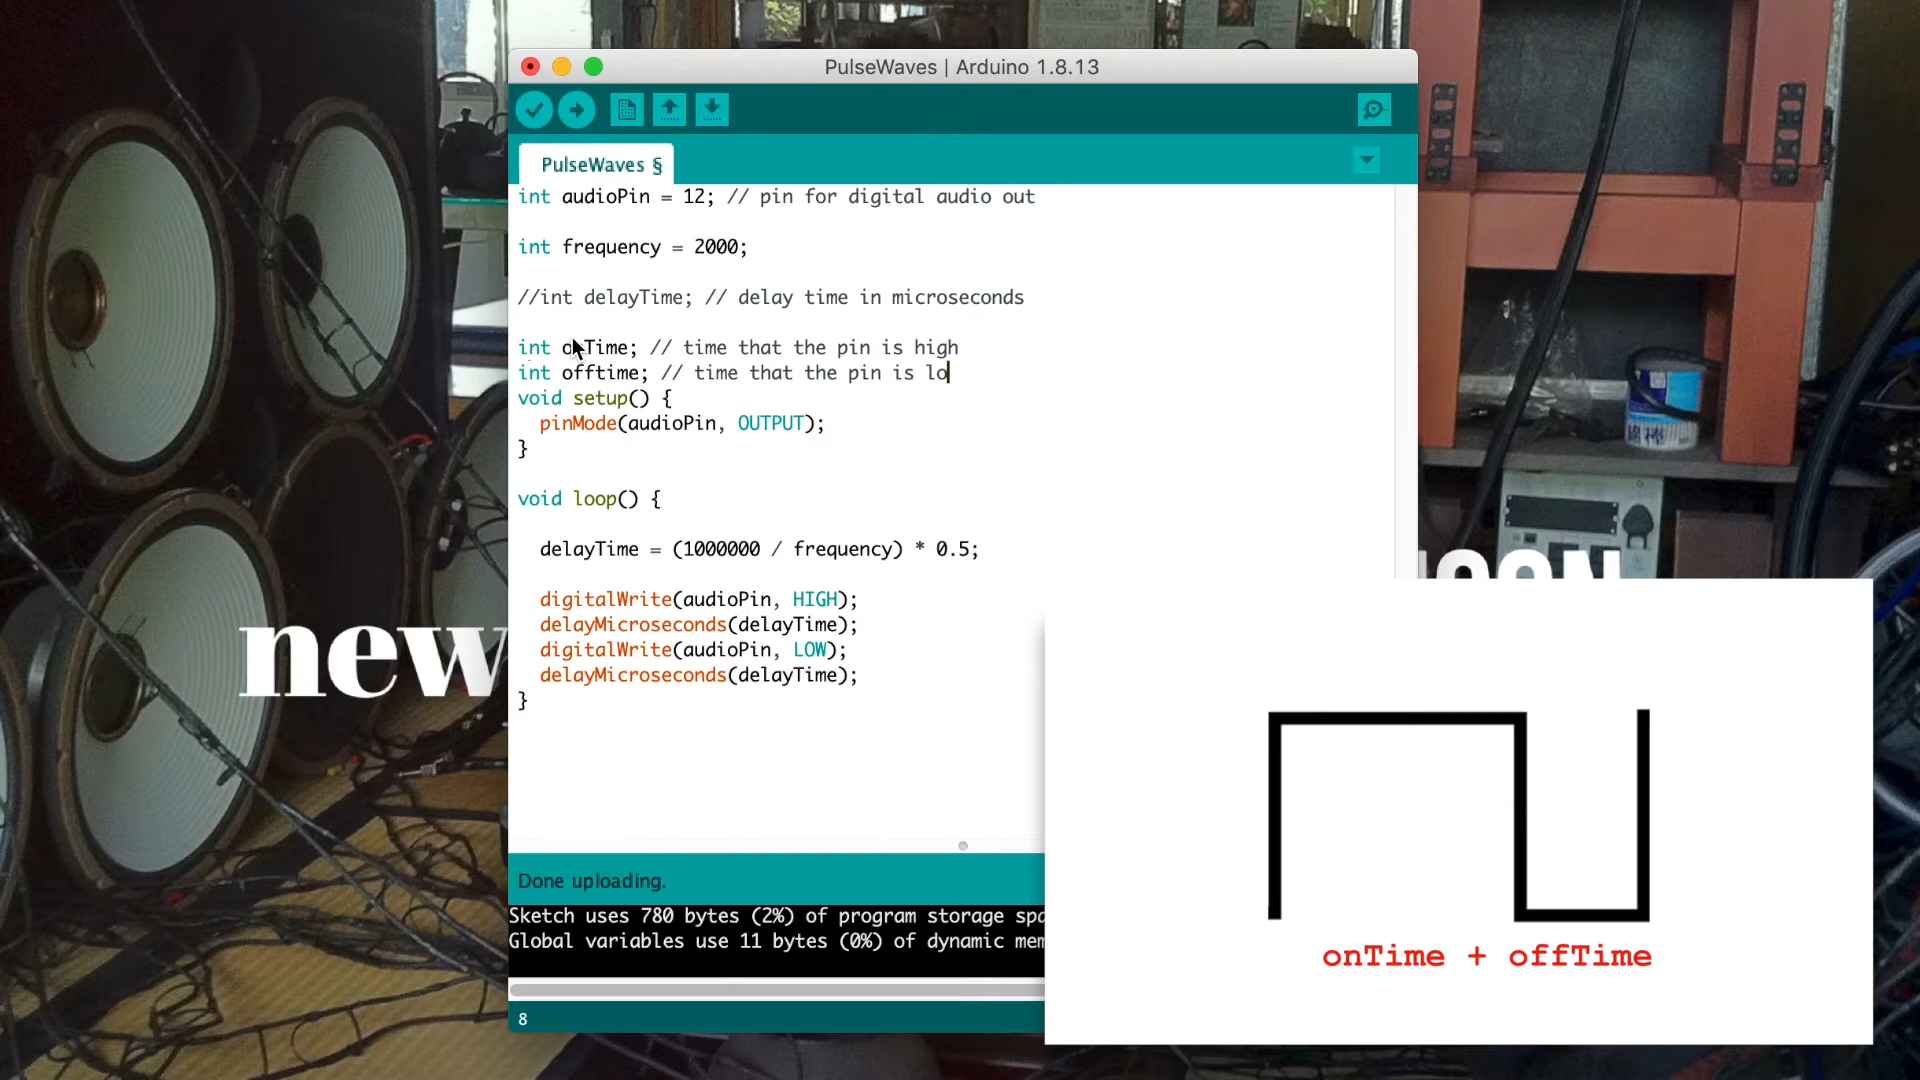 PulseWaves | Arduino 1.8.13
PulseWaves §
int audioPin = 12; // pin for digital audio out
int frequency = 2000;
//int delayTime; // delay time in microseconds
int onTime; // time that the pin is high
int offtime; // time that the pin is lo
void setup() {
pinMode(audioPin, OUTPUT);
}
void loop() {
delayTime = (1000000 / frequency) * 0.5;
digitalWrite(audioPin, HIGH);
delayMicroseconds(delayTime);
digitalWrite(audioPin, LOW);
delayMicroseconds(delayTime);
}
new
Done uploading.
Sketch uses 780 bytes (2%) of program storage spa
Global variables use 11 bytes (0%) of dynamic mem
8
onTime + offTime